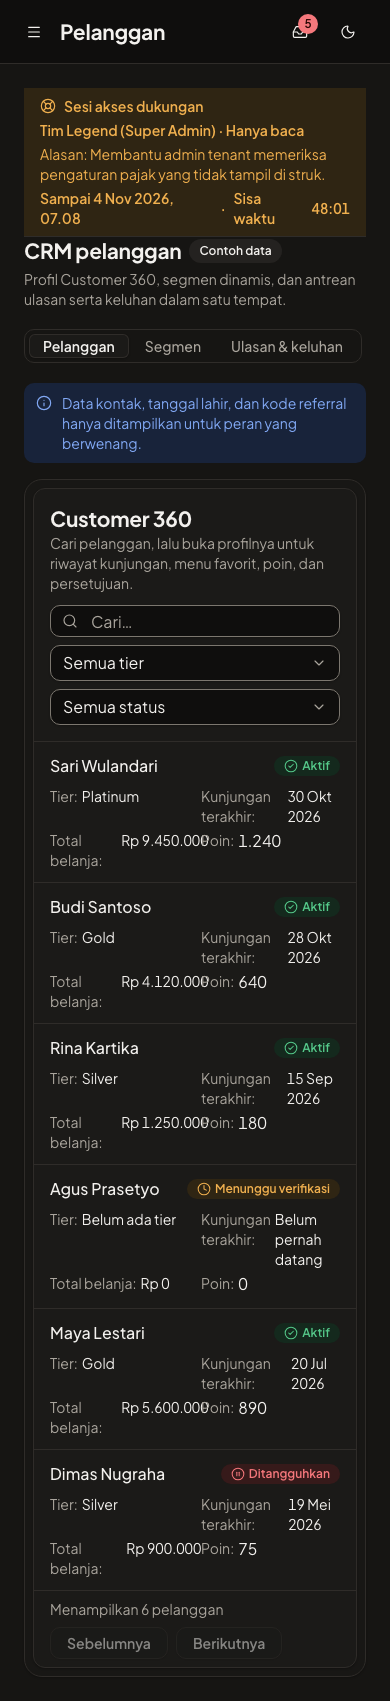 Pelanggan
5
Sesi akses dukungan
Tim Legend (Super Admin) · Hanya baca
Alasan: Membantu admin tenant memeriksa
pengaturan pajak yang tidak tampil di struk.
Sampai 4 Nov 2026, 07.08 · Sisa waktu 48:01
CRM pelanggan Contoh data
Profil Customer 360, segmen dinamis, dan antrean
ulasan serta keluhan dalam satu tempat.
Pelanggan Segmen Ulasan & keluhan
Data kontak, tanggal lahir, dan kode referral
hanya ditampilkan untuk peran yang
berwenang.
Customer 360
Cari pelanggan, lalu buka profilnya untuk
riwayat kunjungan, menu favorit, poin, dan
persetujuan.
Cari...
Semua tier
Semua status
Sari Wulandari Aktif
Tier: Platinum Kunjungan terakhir: 30 Okt 2026
Total belanja: Rp 9.450.000 Poin: 1.240
Budi Santoso Aktif
Tier: Gold Kunjungan terakhir: 28 Okt 2026
Total belanja: Rp 4.120.000 Poin: 640
Rina Kartika Aktif
Tier: Silver Kunjungan terakhir: 15 Sep 2026
Total belanja: Rp 1.250.000 Poin: 180
Agus Prasetyo Menunggu verifikasi
Tier: Belum ada tier Kunjungan terakhir: Belum pernah datang
Total belanja: Rp 0 Poin: 0
Maya Lestari Aktif
Tier: Gold Kunjungan terakhir: 20 Jul 2026
Total belanja: Rp 5.600.000 Poin: 890
Dimas Nugraha Ditangguhkan
Tier: Silver Kunjungan terakhir: 19 Mei 2026
Total belanja: Rp 900.000 Poin: 75
Menampilkan 6 pelanggan
Sebelumnya Berikutnya